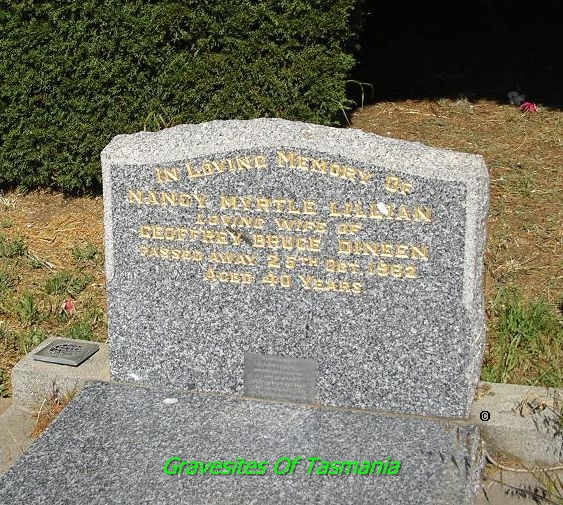 In Loving Memory Of
NANCY MYRTLE LILLIAN
LOVING WIFE OF
GEOFFREY BRUCE DINEEN
PASSED AWAY 29TH OCT. 1962
AGED 40 YEARS
©
Gravesites Of Tasmania